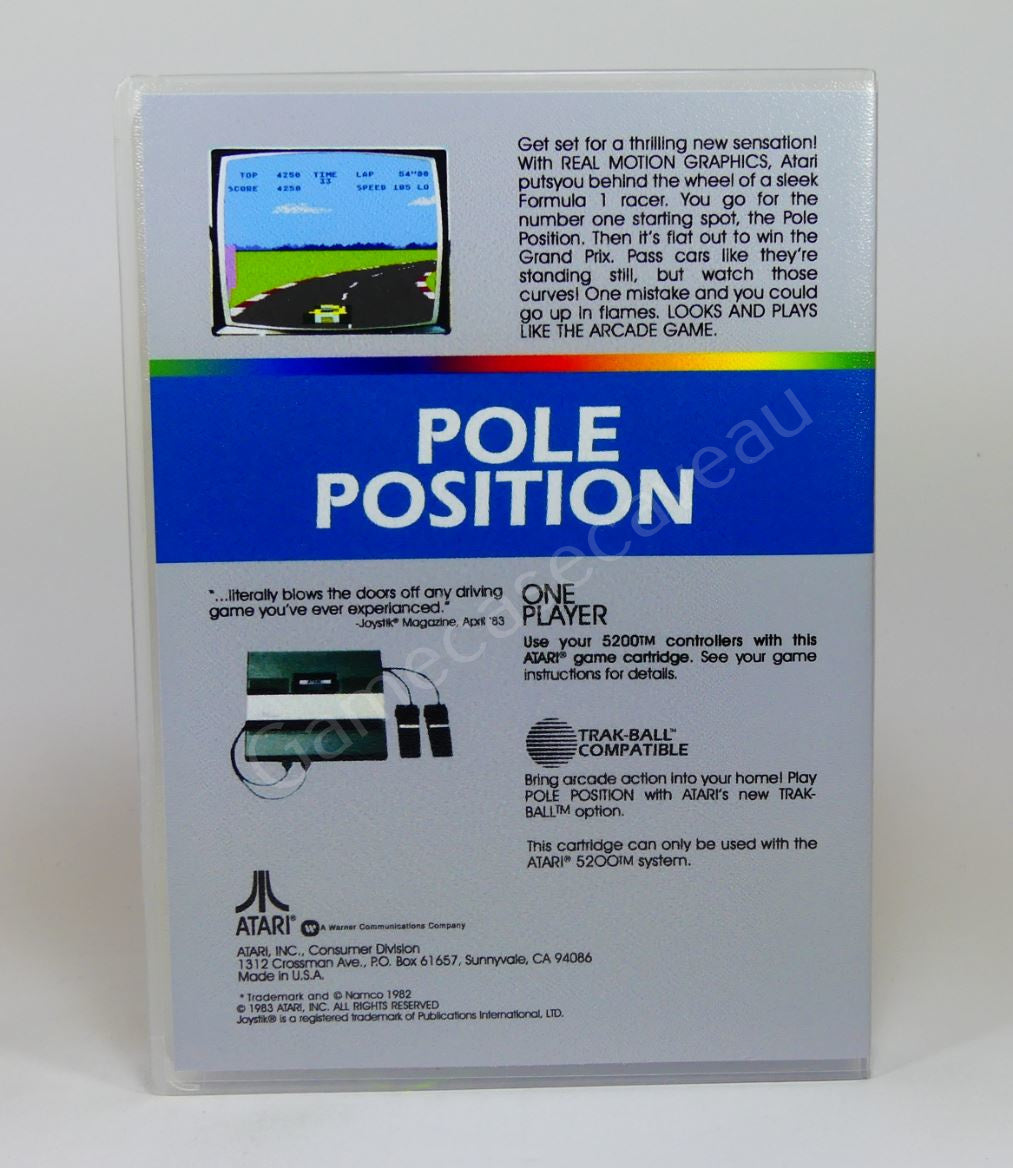 TOP 4250 TIME LAP 54"00
33
SCORE 4250 SPEED 105 LO
Get set for a thrilling new sensation!
With REAL MOTION GRAPHICS, Atari
putsyou behind the wheel of a sleek
Formula 1 racer. You go for the
number one starting spot, the Pole
Position. Then it's flat out to win the
Grand Prix. Pass cars like they're
standing still, but watch those
curves! One mistake and you could
go up in flames. LOOKS AND PLAYS
LIKE THE ARCADE GAME.
POLE
POSITION
"...literally blows the doors off any driving
game you've ever experianced."
-Joystik® Magazine, April '83
ATARI
ONE
PLAYER
Use your 5200™ controllers with this
ATARI® game cartridge. See your game
instructions for details.
TRAK-BALL™
COMPATIBLE
Bring arcade action into your home! Play
POLE POSITION with ATARI's new TRAK-
BALL™ option.
This cartridge can only be used with the
ATARI® 5200™ system.
ATARI® A Warner Communications Company
ATARI, INC., Consumer Division
1312 Crossman Ave., P.O. Box 61657, Sunnyvale, CA 94086
Made in U.S.A.
* Trademark and © Namco 1982
© 1983 ATARI, INC. ALL RIGHTS RESERVED
Joystik® is a registered trademark of Publications International, LTD.
Gamecasecaveau